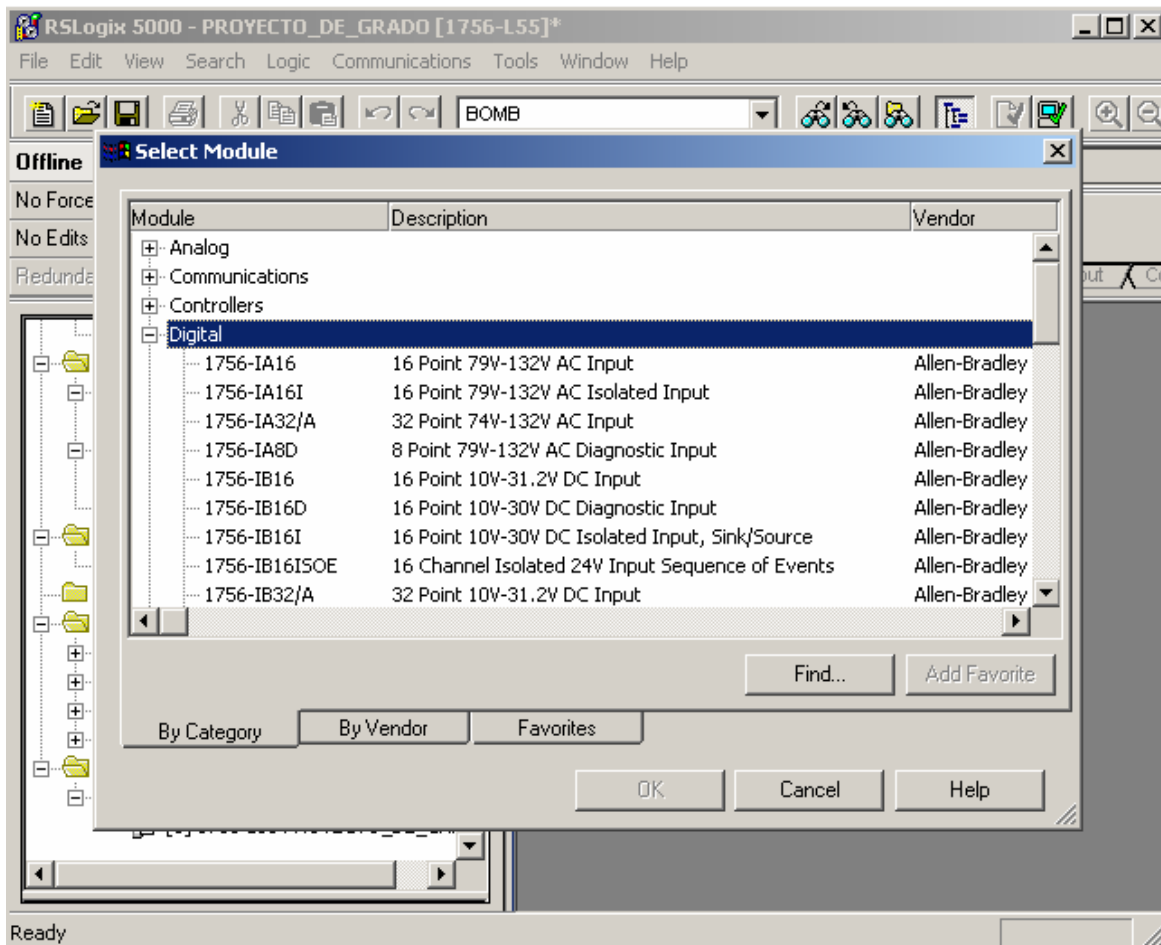 RSLogix 5000 - PROYECTO_DE_GRADO [1756-L55]*
File Edit View Search Logic Communications Tools Window Help
BOMB
Offline
No Force
No Edits
Redunda
Select Module
Module Description Vendor
Analog
Communications
Controllers
Digital
1756-IA16 16 Point 79V-132V AC Input Allen-Bradley
1756-IA16I 16 Point 79V-132V AC Isolated Input Allen-Bradley
1756-IA32/A 32 Point 74V-132V AC Input Allen-Bradley
1756-IA8D 8 Point 79V-132V AC Diagnostic Input Allen-Bradley
1756-IB16 16 Point 10V-31.2V DC Input Allen-Bradley
1756-IB16D 16 Point 10V-30V DC Diagnostic Input Allen-Bradley
1756-IB16I 16 Point 10V-30V DC Isolated Input, Sink/Source Allen-Bradley
1756-IB16ISOE 16 Channel Isolated 24V Input Sequence of Events Allen-Bradley
1756-IB32/A 32 Point 10V-31.2V DC Input Allen-Bradley
Find... Add Favorite
By Category By Vendor Favorites
OK Cancel Help
Ready